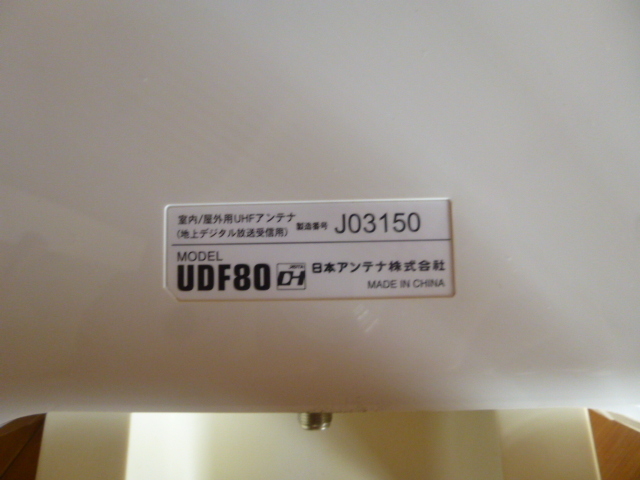 室内/屋外用UHFアンテナ
(地上デジタル放送受信用) 製造番号 J03150
MODEL
UDF80 日本アンテナ株式会社
MADE IN CHINA